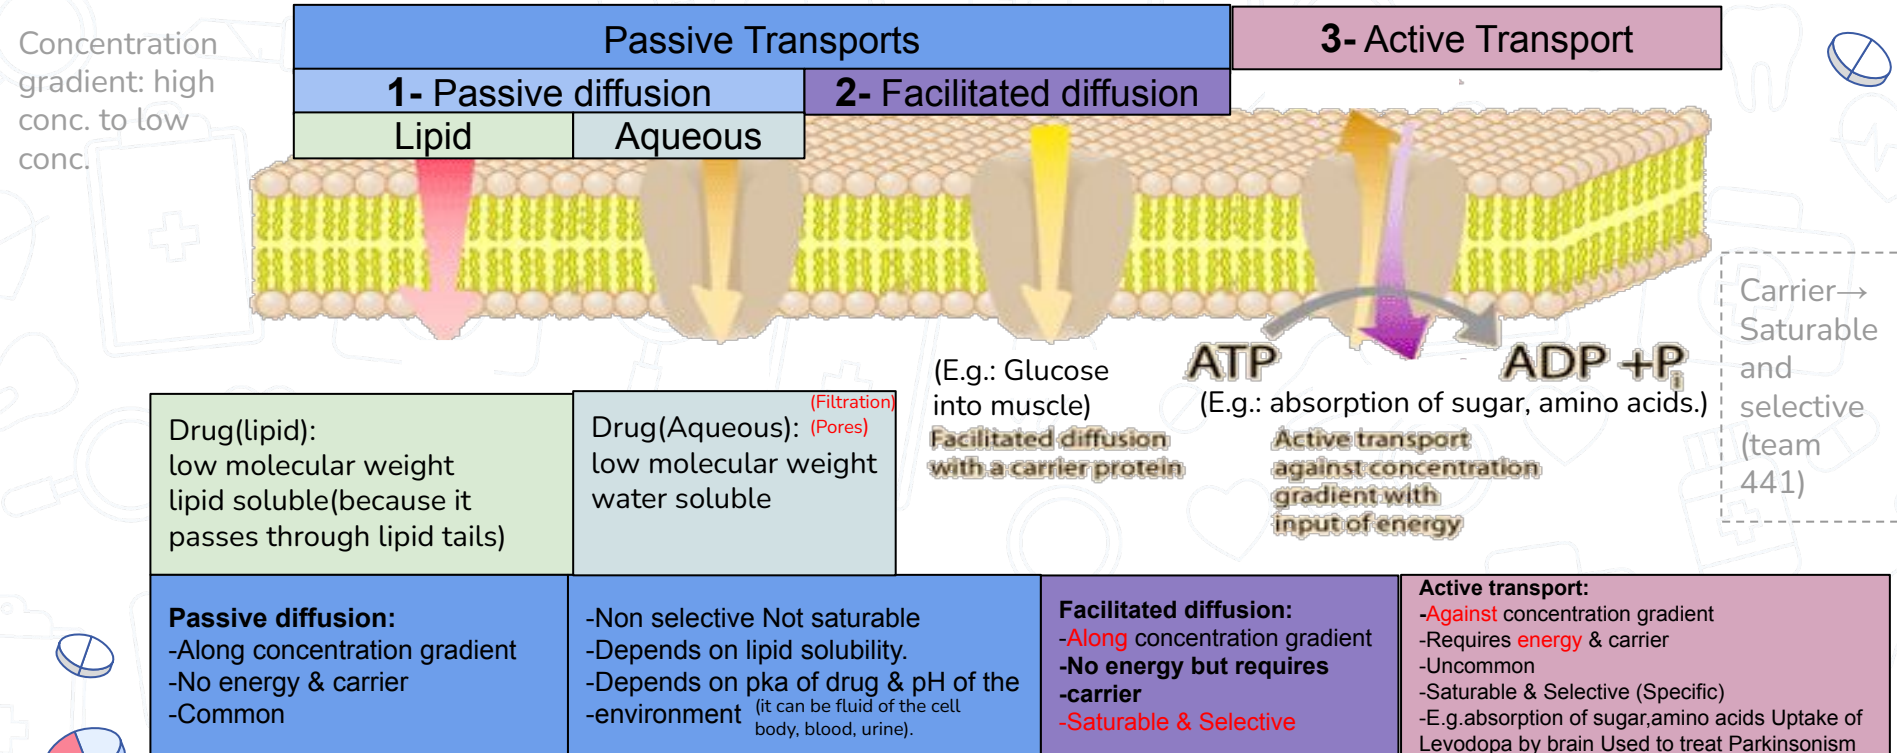 Concentration
gradient: high
conc. to low
conc.
Passive Transports
3- Active Transport
1- Passive diffusion
2- Facilitated diffusion
Lipid
Aqueous
Carrier→
Saturable
and
selective
(team
441)
ATP
ADP +Pi
(E.g.: Glucose
into muscle)
Facilitated diffusion
with a carrier protein
(E.g.: absorption of sugar, amino acids.)
Active transport
against concentration
gradient with
input of energy
Drug(lipid):
low molecular weight
lipid soluble(because it
passes through lipid tails)
(Filtration)
Drug(Aqueous): (Pores)
low molecular weight
water soluble
Passive diffusion:
-Along concentration gradient
-No energy & carrier
-Common
-Non selective Not saturable
-Depends on lipid solubility.
-Depends on pka of drug & pH of the
-environment (it can be fluid of the cell
body, blood, urine).
Facilitated diffusion:
-Along concentration gradient
-No energy but requires
-carrier
-Saturable & Selective
Active transport:
-Against concentration gradient
-Requires energy & carrier
-Uncommon
-Saturable & Selective (Specific)
-E.g.absorption of sugar,amino acids Uptake of
Levodopa by brain Used to treat Parkinsonism